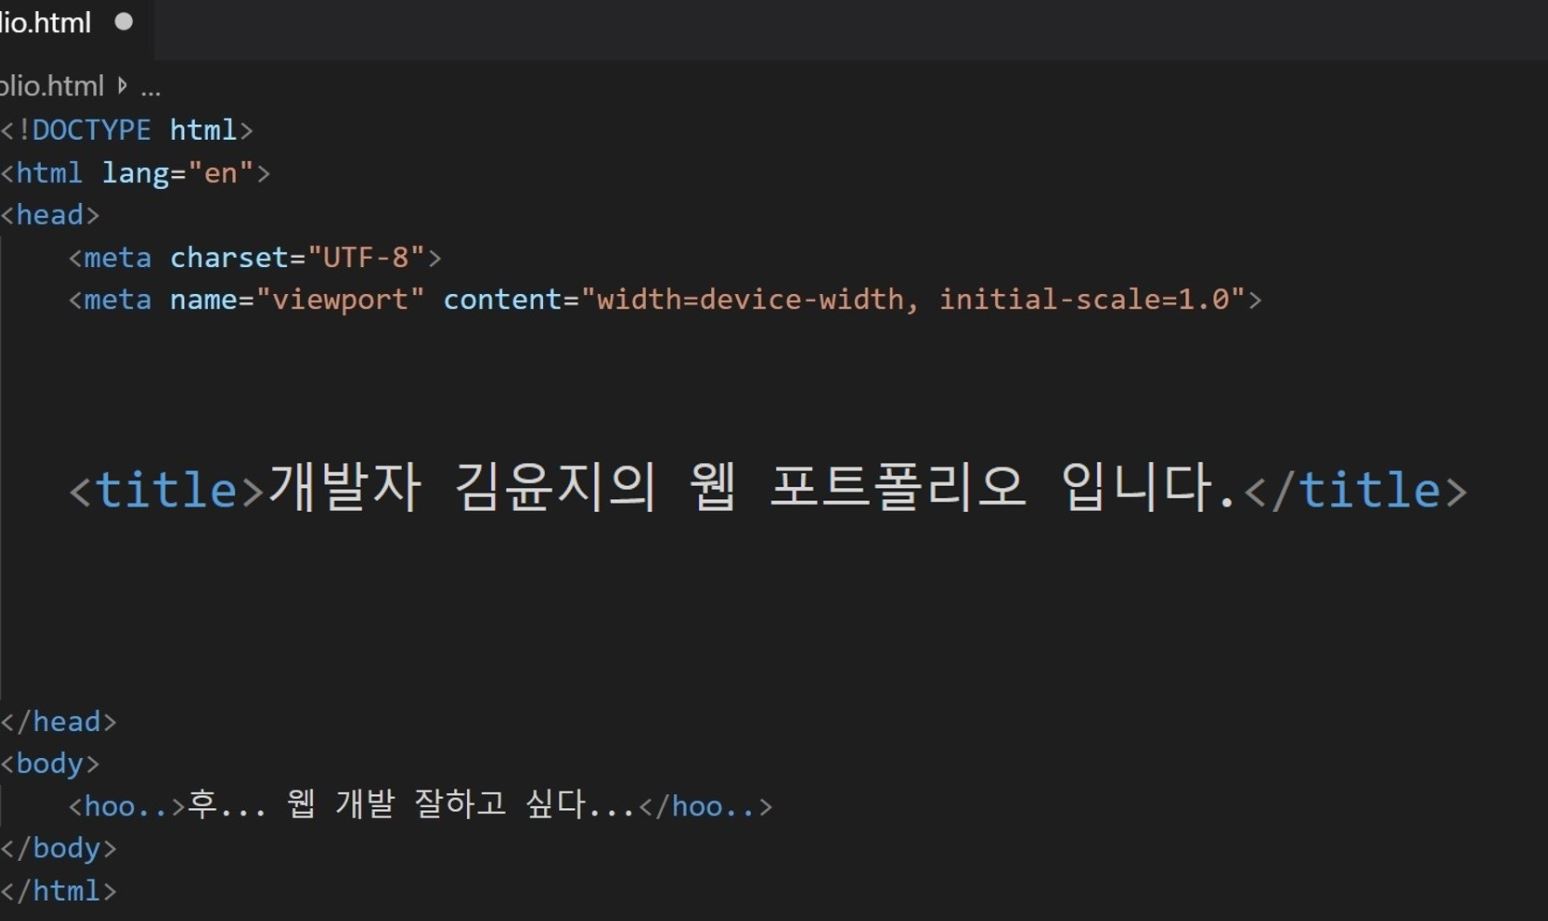 lio.html
olio.html ...
<!DOCTYPE html>
<html lang="en">
<head>
<meta charset="UTF-8">
<meta name="viewport" content="width=device-width, initial-scale=1.0">
<title>개발자 김윤지의 웹 포트폴리오 입니다.</title>
</head>
<body>
<hoo..>후... 웹 개발 잘하고 싶다...</hoo..>
</body>
</html>